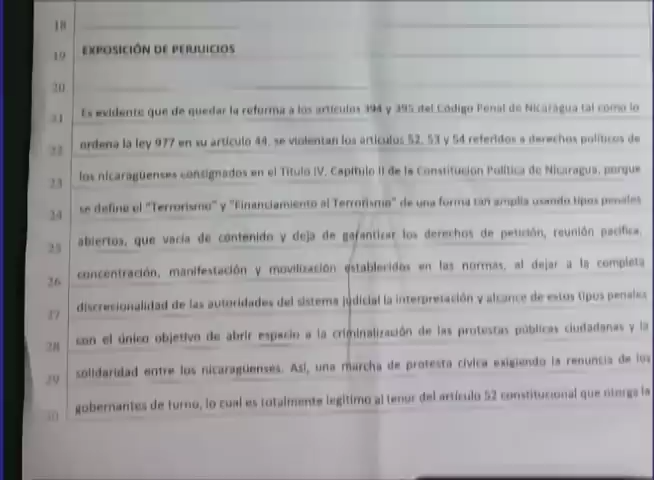 18
19 EXPOSICIÓN DE PERJUICIOS
20
21 Es evidente que de quedar la reforma a los artículos 394 y 395 del Código Penal de Nicaragua tal como lo
22 ordena la ley 977 en su artículo 44, se violentan los artículos 52, 53 y 54 referidos a derechos políticos de
23 los nicaragüenses consignados en el Titulo IV, Capítulo II de la Constitución Política de Nicaragua, porque
24 se define el "Terrorismo" y "Financiamiento al Terrorismo" de una forma tan amplia usando tipos penales
25 abiertos, que vacía de contenido y deja de garantizar los derechos de petición, reunión pacífica,
26 concentración, manifestación y movilización establecidos en las normas, al dejar a la completa
27 discrecionalidad de las autoridades del sistema judicial la interpretación y alcance de estos tipos penales
28 con el único objetivo de abrir espacio a la criminalización de las protestas públicas ciudadanas y la
29 solidaridad entre los nicaragüenses. Así, una marcha de protesta cívica exigiendo la renuncia de los
30 gobernantes de turno, lo cual es totalmente legítimo al tenor del artículo 52 constitucional que otorga la